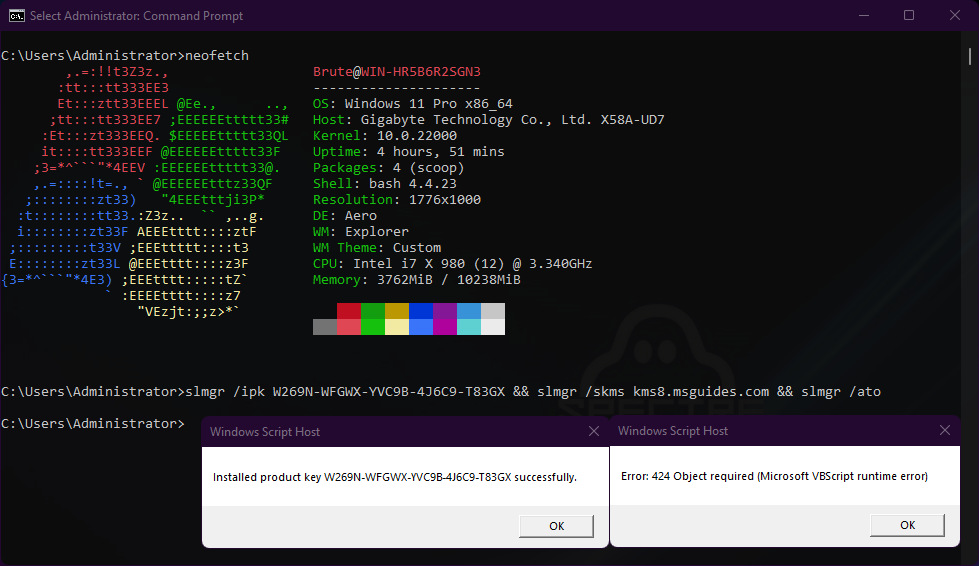 Select Administrator: Command Prompt
C:\Users\Administrator>neofetch
        ,.=:!!t3Z3z.,                  Brute@WIN-HR5B6R2SGN3
       :tt:::tt333EE3                  ---------------------
       Et:::ztt33EEEL @Ee.,      ..,   OS: Windows 11 Pro x86_64
      ;tt:::tt333EE7 ;EEEEEEttttt33#   Host: Gigabyte Technology Co., Ltd. X58A-UD7
     :Et:::zt333EEQ. $EEEEEttttt33QL   Kernel: 10.0.22000
     it::::tt333EEF @EEEEEEttttt33F    Uptime: 4 hours, 51 mins
    ;3=*^```"*4EEV :EEEEEEttttt33@.    Packages: 4 (scoop)
    ,.=::::!t=., ` @EEEEEEtttz33QF     Shell: bash 4.4.23
   ;::::::::zt33)   "4EEEtttji3P*      Resolution: 1776x1000
  :t::::::::tt33.:Z3z..  `` ,..g.      DE: Aero
  i::::::::zt33F AEEEtttt::::ztF       WM: Explorer
 ;:::::::::t33V ;EEEttttt::::t3        WM Theme: Custom
 E::::::::zt33L @EEEtttt::::z3F        CPU: Intel i7 X 980 (12) @ 3.340GHz
{3=*^```"*4E3) ;EEEtttt:::::tZ`        Memory: 3762MiB / 10238MiB
             ` :EEEEtttt::::z7
                 "VEzjt:;;z>*`
C:\Users\Administrator>slmgr /ipk W269N-WFGWX-YVC9B-4J6C9-T83GX && slmgr /skms kms8.msguides.com && slmgr /ato
SPECTRE
C:\Users\Administrator>
Windows Script Host
Installed product key W269N-WFGWX-YVC9B-4J6C9-T83GX successfully.
OK
Windows Script Host
Error: 424 Object required (Microsoft VBScript runtime error)
OK